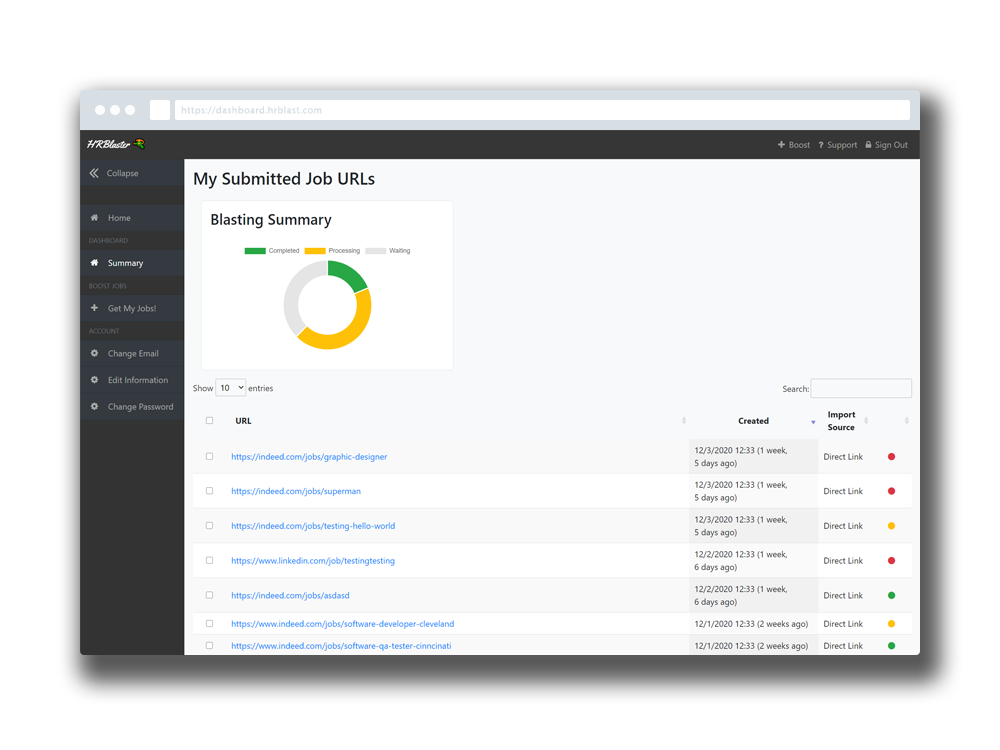 https://dashboard.hrblast.com
HRBlaster
Boost
Support
Sign Out
Collapse
Home
DASHBOARD
Summary
BOOST JOBS
Get My Jobs!
ACCOUNT
Change Email
Edit Information
Change Password
My Submitted Job URLs
Blasting Summary
Completed Processing Waiting
Show 10 entries
Search:
URL Created Import Source
https://indeed.com/jobs/graphic-designer 12/3/2020 12:33 (1 week,
5 days ago) Direct Link
https://indeed.com/jobs/superman 12/3/2020 12:33 (1 week,
5 days ago) Direct Link
https://indeed.com/jobs/testing-hello-world 12/3/2020 12:33 (1 week,
5 days ago) Direct Link
https://www.linkedin.com/job/testingtesting 12/2/2020 12:33 (1 week,
6 days ago) Direct Link
https://indeed.com/jobs/asdasd 12/2/2020 12:33 (1 week,
6 days ago) Direct Link
https://www.indeed.com/jobs/software-developer-cleveland 12/1/2020 12:33 (2 weeks ago) Direct Link
https://www.indeed.com/jobs/software-qa-tester-cinncinati 12/1/2020 12:33 (2 weeks ago) Direct Link